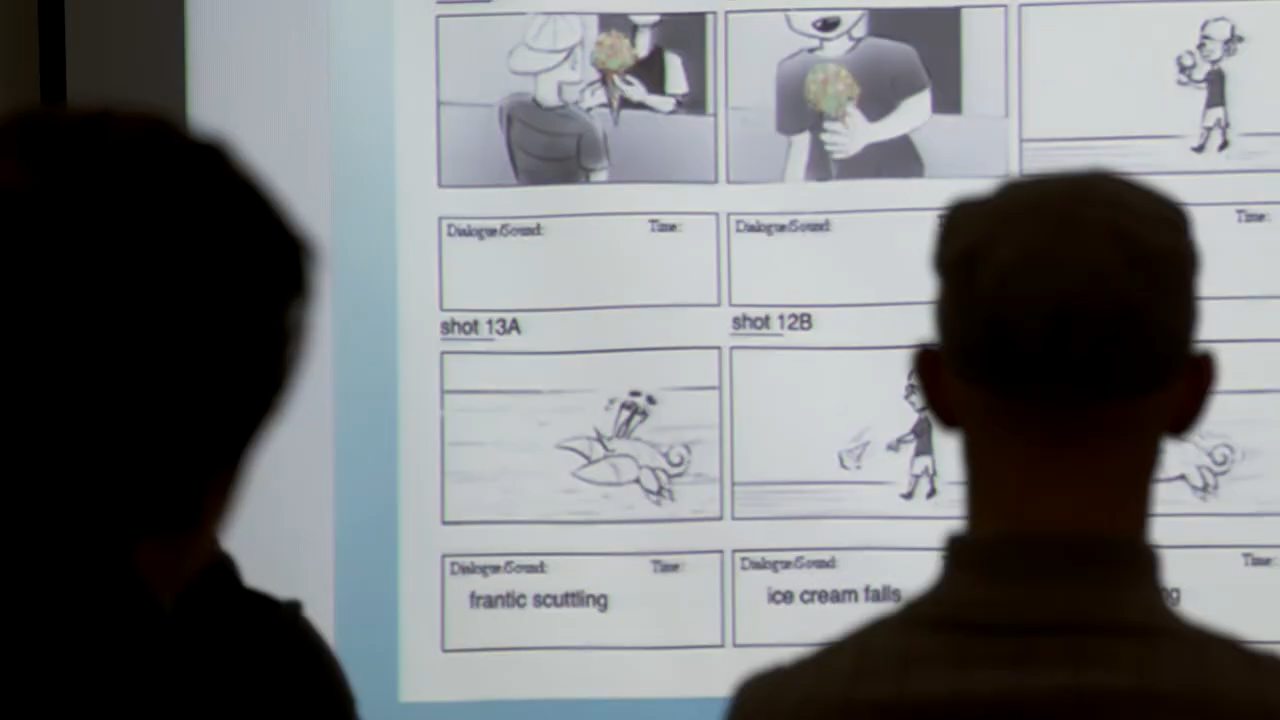 Dialogue/Sound: Time:
Dialogue/Sound:
Time:
shot 13A
shot 12B
Dialogue/Sound: Time:
frantic scuttling
Dialogue/Sound:
ice cream falls
Time: